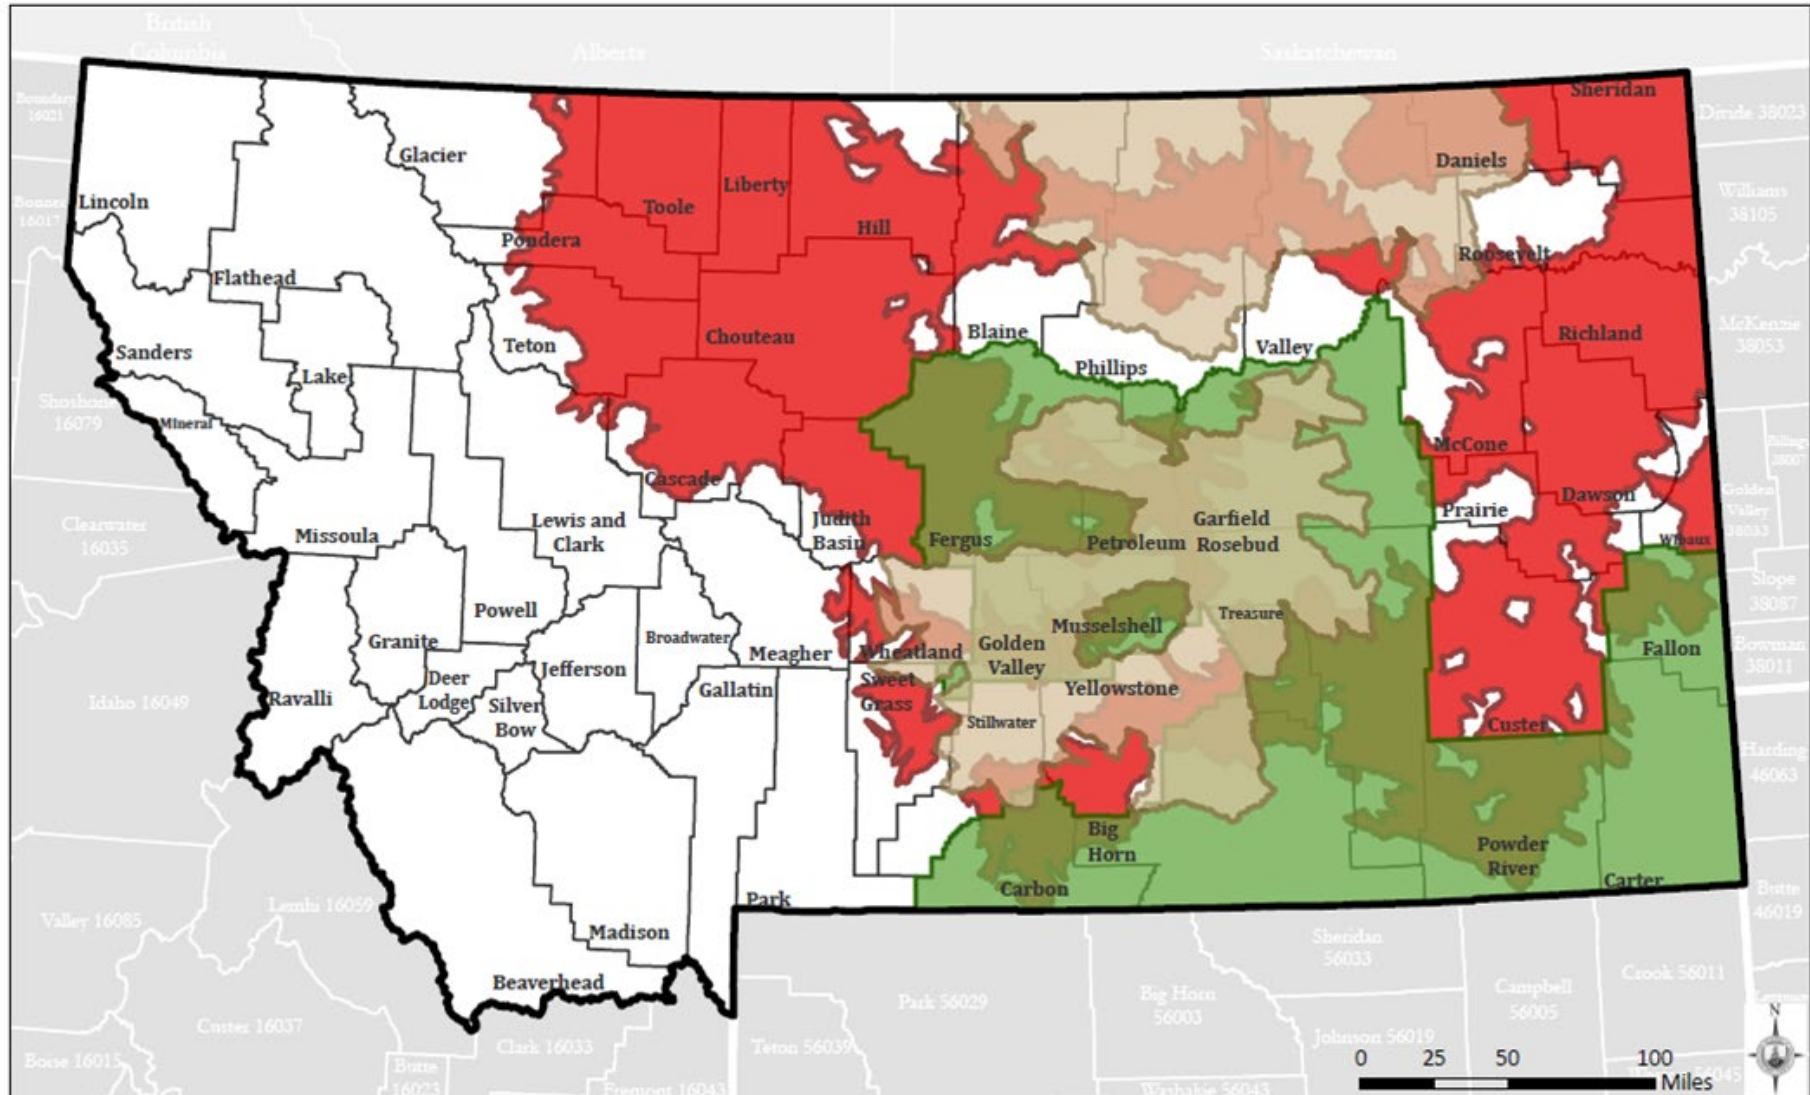 British
Columbia
Alberta
Saskatchewan
Sheridan
Boundary
16021
Divide 38023
Glacier
Daniels
Liberty
Lincoln
Bonner
16017
Toole
Williams
38105
Hill
Pondera
Roosevelt
Flathead
Blaine
Chouteau
Richland
McKenzie
38053
Teton
Valley
Sanders
Phillips
Lake
Shoshone
16079
Mineral
McCone
Billings
38007
Cascade
Dawson
Golden
Valley
38033
Prairie
Clearwater
16035
Missoula
Lewis and
Clark
Judith
Basin
Fergus
Petroleum
Garfield
Rosebud
Wibaux
Slope
38087
Powell
Granite
Broadwater
Meagher
Wheatland
Golden
Valley
Musselshell
Treasure
Bowman
38011
Fallon
Idaho 16049
Ravalli
Deer
Lodge
Silver
Bow
Jefferson
Gallatin
Sweet
Grass
Stillwater
Yellowstone
Custer
Harding
46063
Big
Horn
Powder
River
Carbon
Carter
Butte
46019
Park
Valley 16085
Lemhi 16059
Madison
Beaverhead
Park 56029
Big Horn
56003
Sheridan
56033
Campbell
56005
Crook 56011
Custer 16037
Boise 16015
Butte
16023
Clark 16033
Fremont 16043
Teton 56039
Washakie 56043
Johnson 56019
N
0 25 50 100
Miles